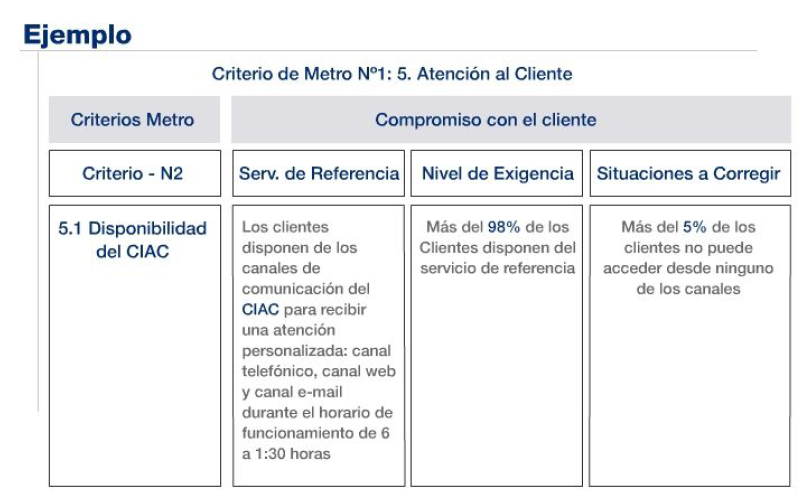 Ejemplo
Criterio de Metro Nº1: 5. Atención al Cliente
Criterios Metro
Compromiso con el cliente
Criterio - N2
Serv. de Referencia
Nivel de Exigencia
Situaciones a Corregir
5.1 Disponibilidad
del CIAC
Los clientes
disponen de los
canales de
comunicación del
CIAC para recibir
una atención
personalizada: canal
telefónico, canal web
y canal e-mail
durante el horario de
funcionamiento de 6
a 1:30 horas
Más del 98% de los
Clientes disponen del
servicio de referencia
Más del 5% de los
clientes no puede
acceder desde ninguno
de los canales